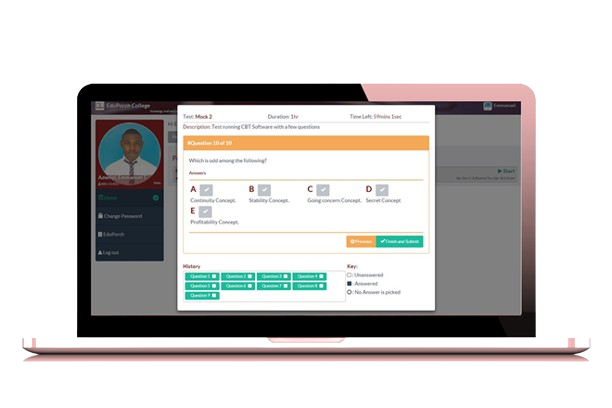 EduPorch College
Emmanuel
Test: Mock 2
Duration: 1hr
Time Left: 59mins 1sec
Description: Test running CBT Software with a few questions
#Question 10 of 10
Which is odd among the following?
Answers
A
B
C
D
Continuity Concept.
Stability Concept.
Going concern Concept.
Secret Concept
E
Profitability Concept.
Previous
Finish and Submit
History
Key:
Question 1
Question 2
Question 3
Question 4
: Unanswered
Question 5
Question 6
Question 7
Question 8
: Answered
Question 9
: No Answer is picked
Start
Home
Change Password
EduPorch
Log out